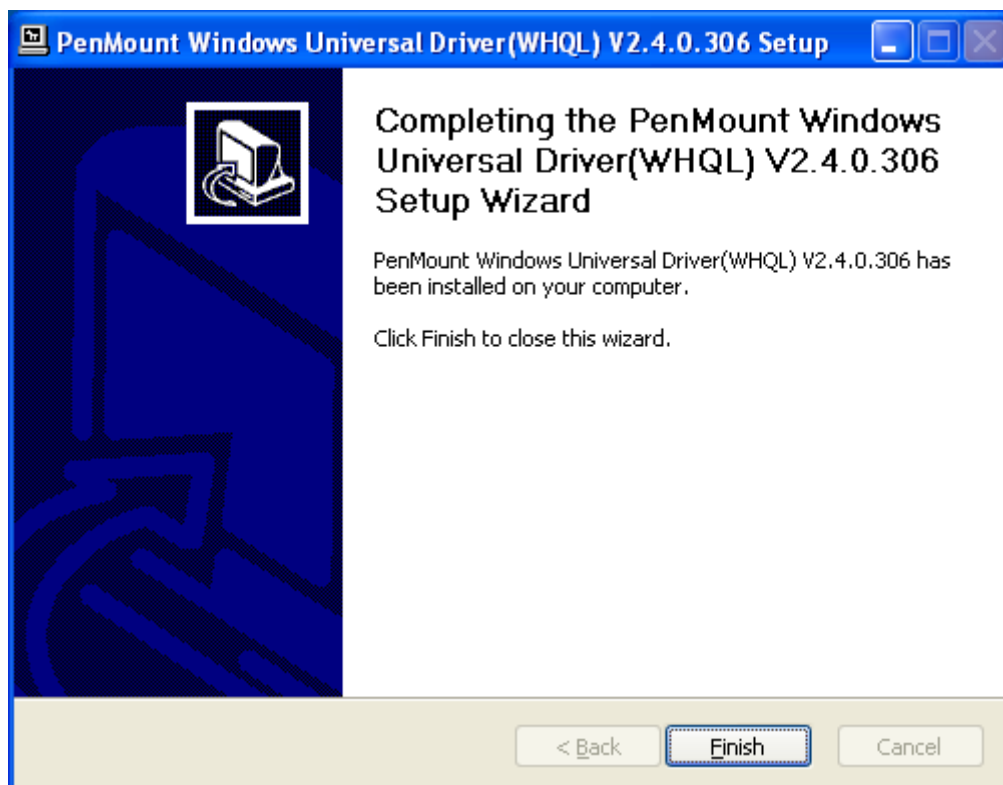 PenMount Windows Universal Driver(WHQL) V2.4.0.306 Setup
Completing the PenMount Windows
Universal Driver(WHQL) V2.4.0.306
Setup Wizard
PenMount Windows Universal Driver(WHQL) V2.4.0.306 has
been installed on your computer.
Click Finish to close this wizard.
< Back
Finish
Cancel